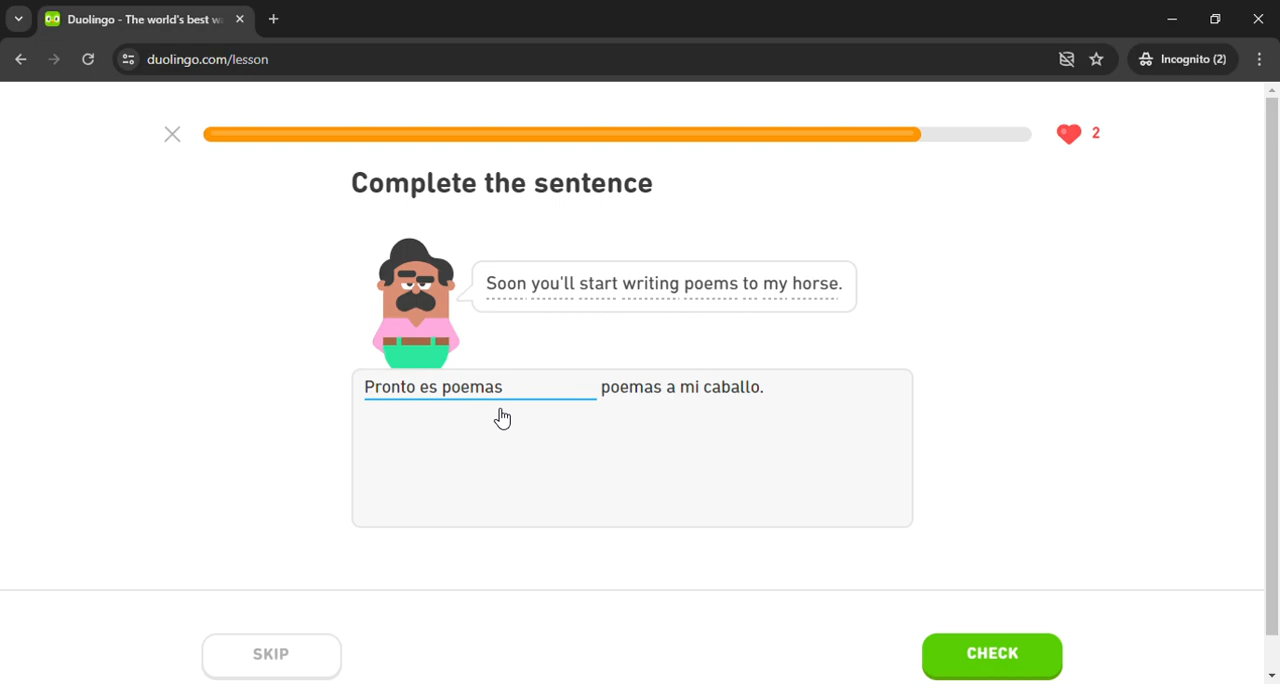 Duolingo - The world's best w
duolingo.com/lesson
Incognito (2)
2
Complete the sentence
Soon you'll start writing poems to my horse.
Pronto es poemas poemas a mi caballo.
SKIP
CHECK